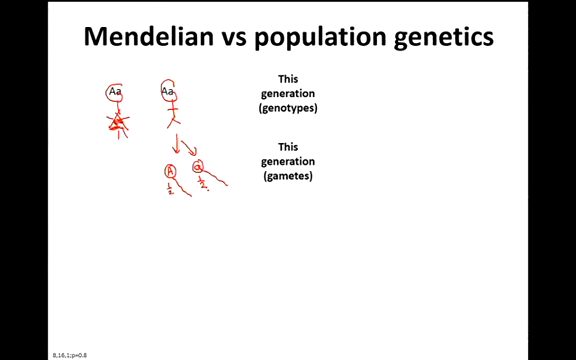 Mendelian vs population genetics
Aa Aa
This
generation
(genotypes)
This
generation
(gametes)
A a
1/2 1/2
8,16,1;p=0.8